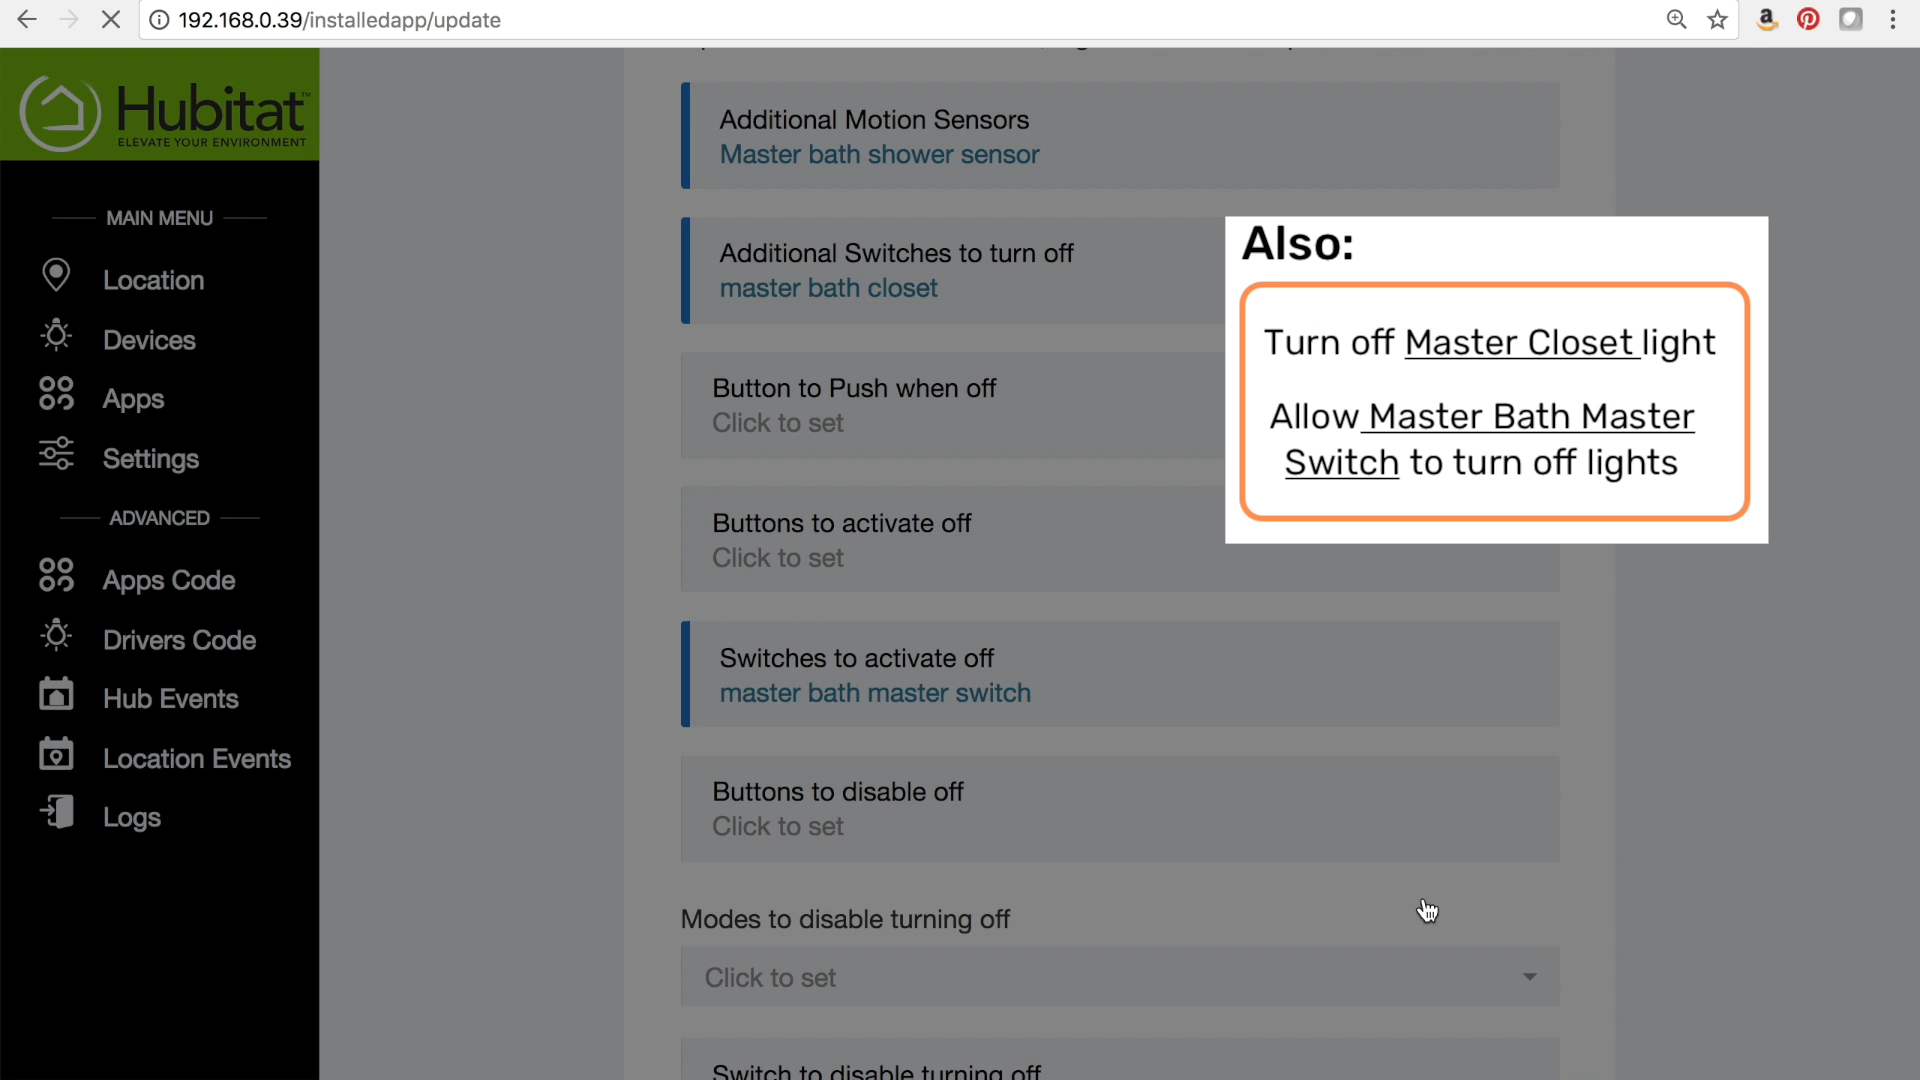 192.168.0.39/installedapp/update
Hubitat™
ELEVATE YOUR ENVIRONMENT
MAIN MENU
Location
Devices
Apps
Settings
ADVANCED
Apps Code
Drivers Code
Hub Events
Location Events
Logs
Additional Motion Sensors
Master bath shower sensor
Additional Switches to turn off
master bath closet
Button to Push when off
Click to set
Buttons to activate off
Click to set
Switches to activate off
master bath master switch
Buttons to disable off
Click to set
Modes to disable turning off
Click to set
Switch to disable turning off
Also:
Turn off Master Closet light
Allow Master Bath Master
Switch to turn off lights